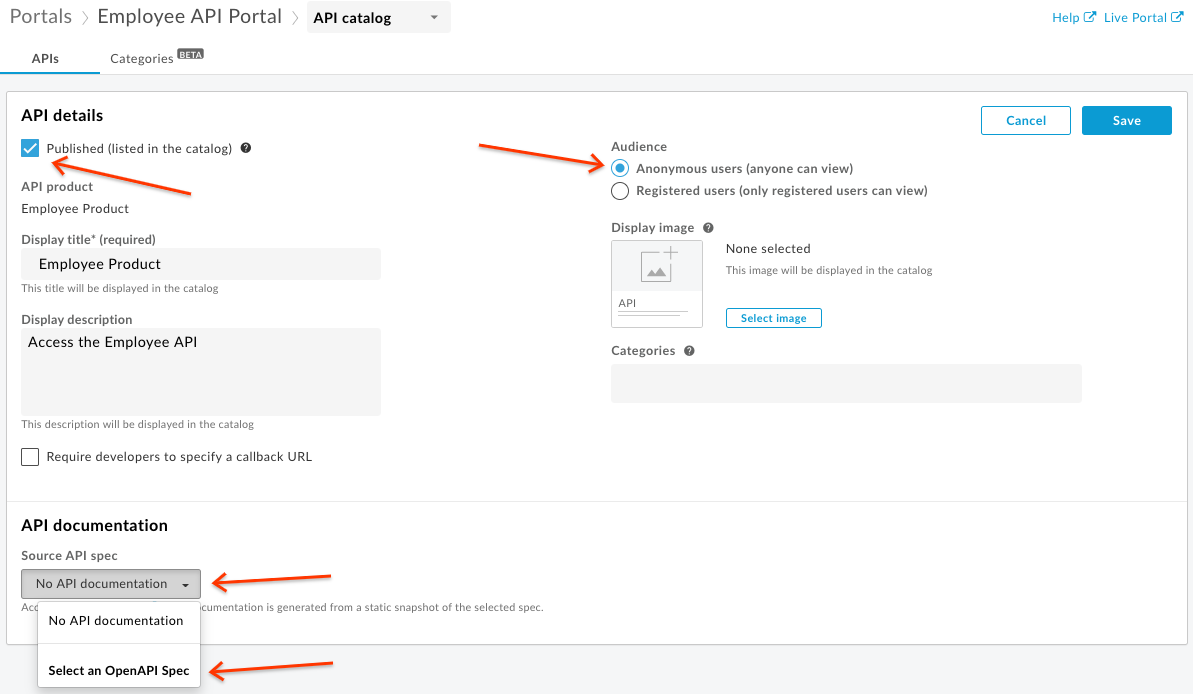 Portals
Employee API Portal
API catalog
Help
Live Portal
APIs
Categories BETA
API details
Cancel
Save
Published (listed in the catalog)
API product
Employee Product
Display title* (required)
Employee Product
This title will be displayed in the catalog
Display description
Access the Employee API
This description will be displayed in the catalog
Require developers to specify a callback URL
Audience
Anonymous users (anyone can view)
Registered users (only registered users can view)
Display image
API
None selected
This image will be displayed in the catalog
Select image
Categories
API documentation
Source API spec
No API documentation
is generated from a static snapshot of the selected spec.
No API documentation
Select an OpenAPI Spec